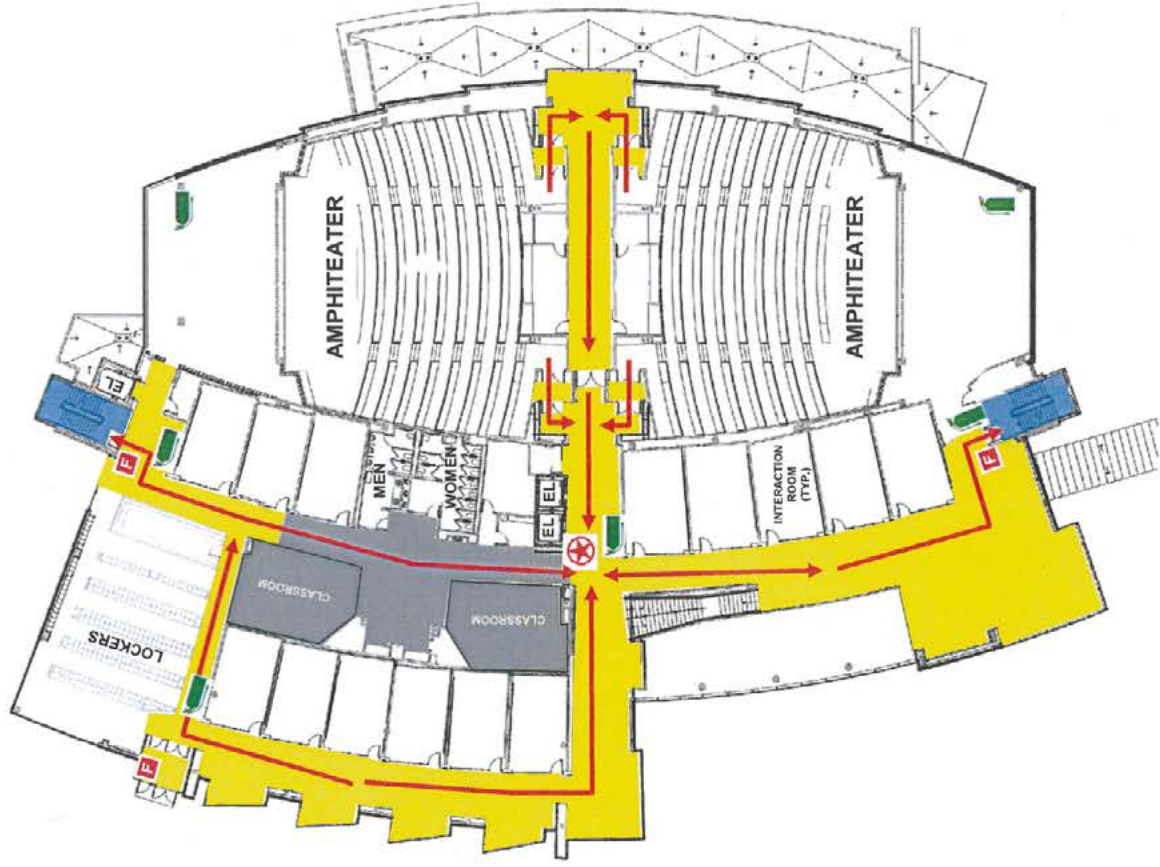 AMPHITEATER
AMPHITEATER
EL
F
MEN
WOMEN
EL
EL
INTERACTION
ROOM
(TYP.)
F
CLASSROOM
CLASSROOM
LOCKERS
F